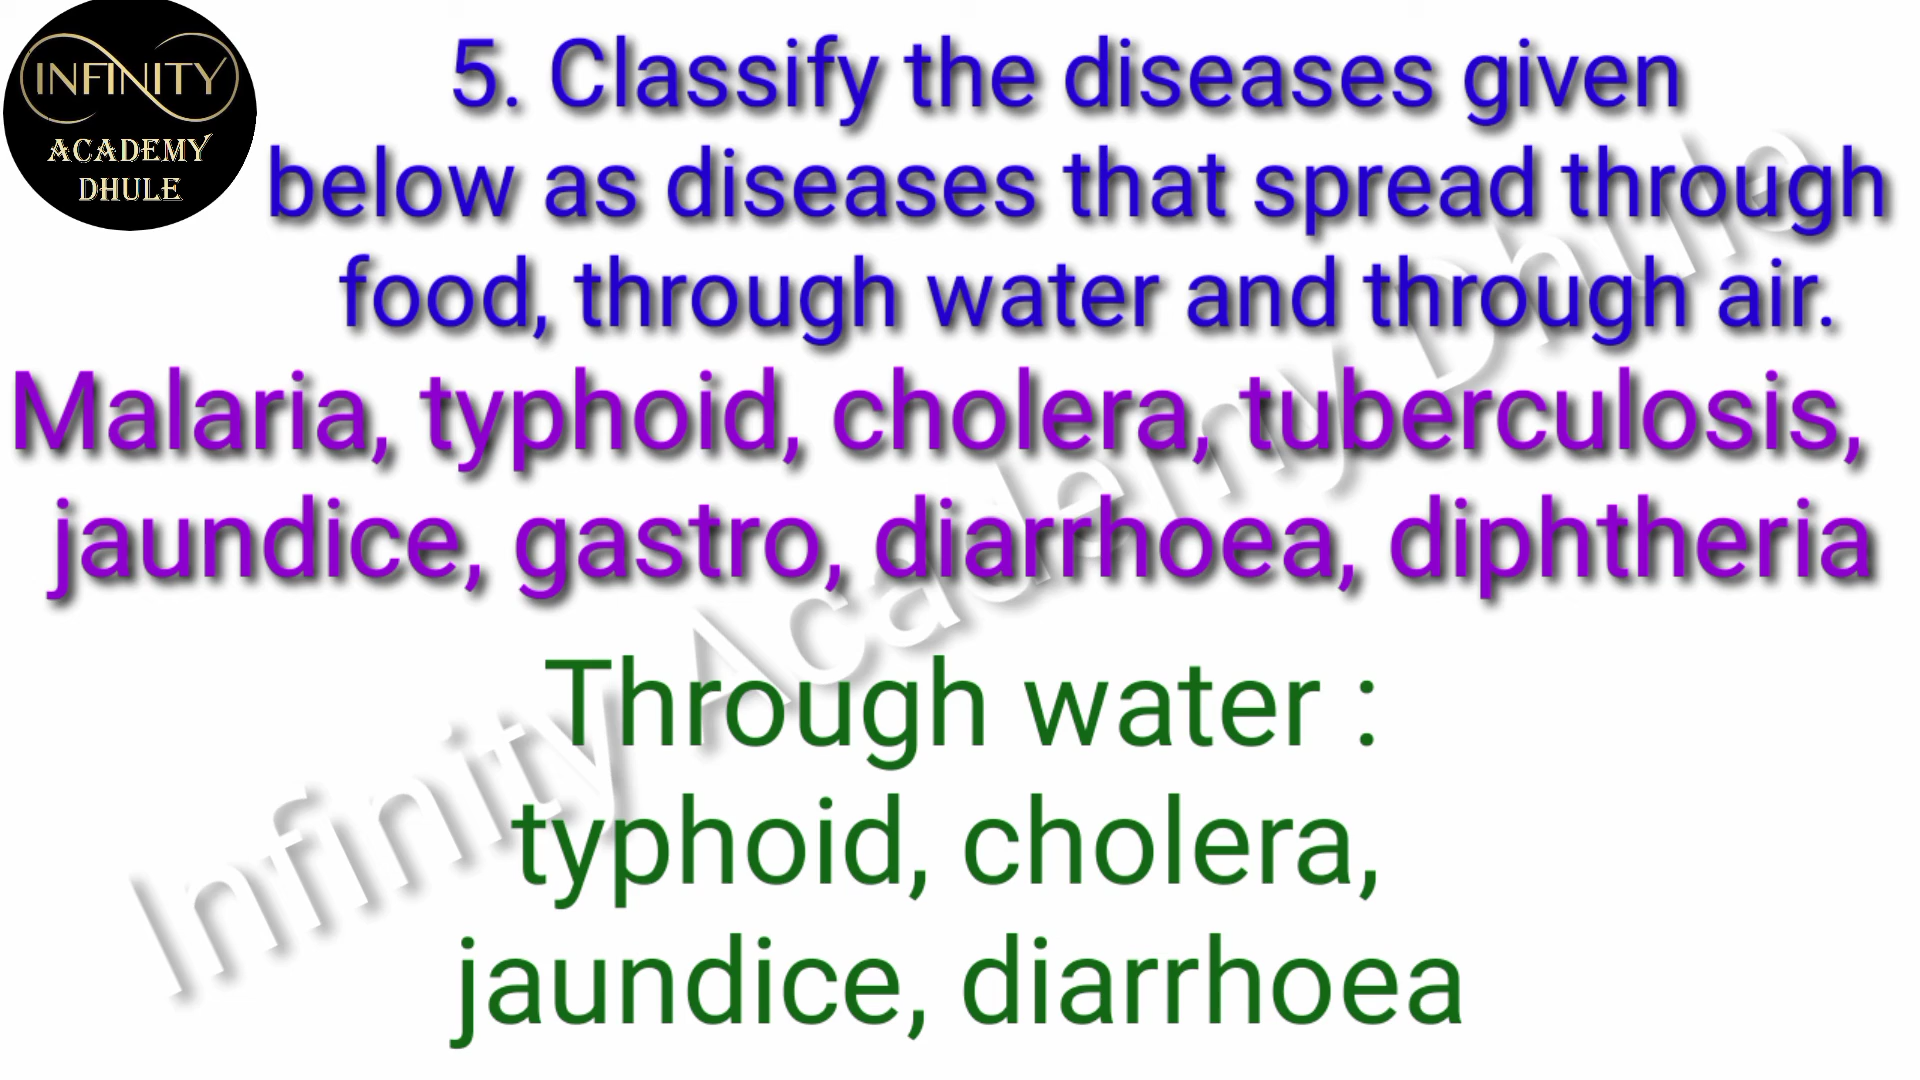 INFINITY
ACADEMY
DHULE
5. Classify the diseases given
below as diseases that spread through
food, through water and through air.
Malaria, typhoid, cholera, tuberculosis,
jaundice, gastro, diarrhoea, diphtheria
Through water :
typhoid, cholera,
jaundice, diarrhoea
Infinity Academy Dhule